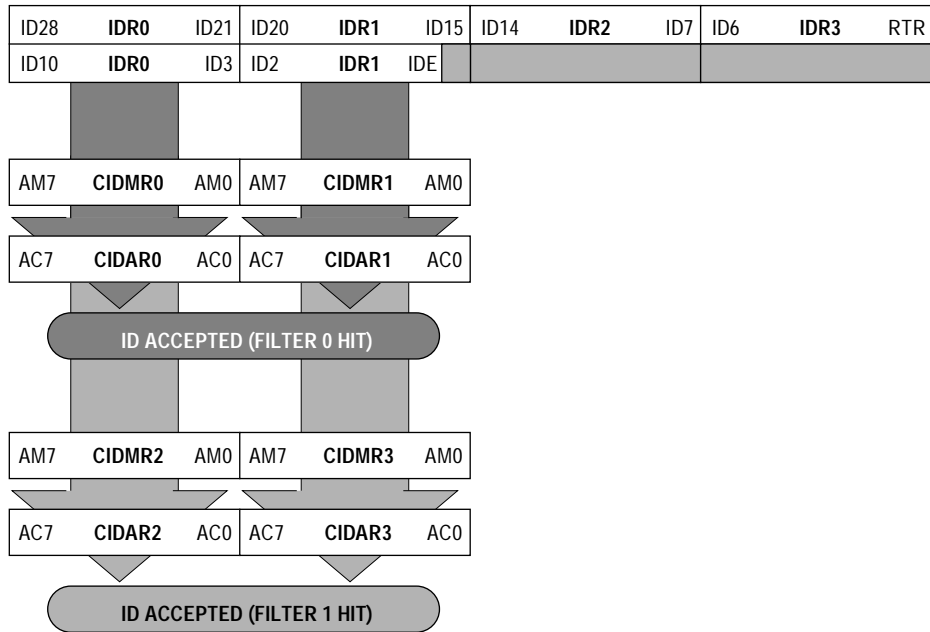 ID28 IDR0 ID21 ID20 IDR1 ID15 ID14 IDR2 ID7 ID6 IDR3 RTR
ID10 IDR0 ID3 ID2 IDR1 IDE
AM7 CIDMR0 AM0 AM7 CIDMR1 AM0
AC7 CIDAR0 AC0 AC7 CIDAR1 AC0
ID ACCEPTED (FILTER 0 HIT)
AM7 CIDMR2 AM0 AM7 CIDMR3 AM0
AC7 CIDAR2 AC0 AC7 CIDAR3 AC0
ID ACCEPTED (FILTER 1 HIT)